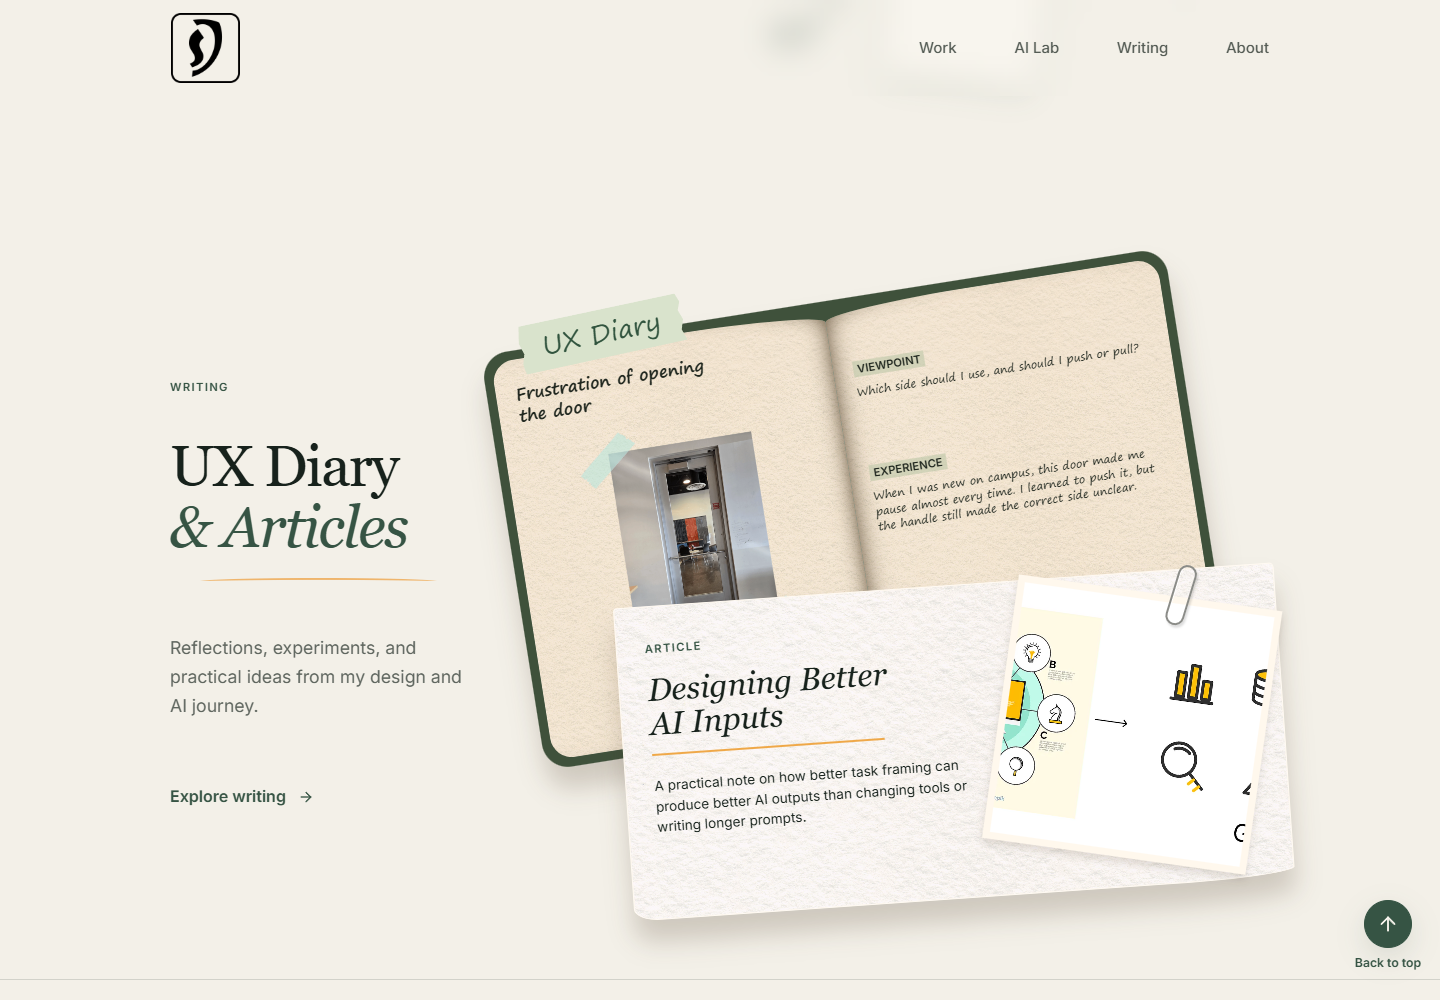 Work
AI Lab
Writing
About
WRITING
UX Diary
& Articles
Reflections, experiments, and
practical ideas from my design and
AI journey.
Explore writing
UX Diary
Frustration of opening
the door
VIEWPOINT
Which side should I use, and should I push or pull?
EXPERIENCE
When I was new on campus, this door made me
pause almost every time. I learned to push it, but
the handle still made the correct side unclear.
ARTICLE
Designing Better
AI Inputs
A practical note on how better task framing can
produce better AI outputs than changing tools or
writing longer prompts.
B
C
Back to top